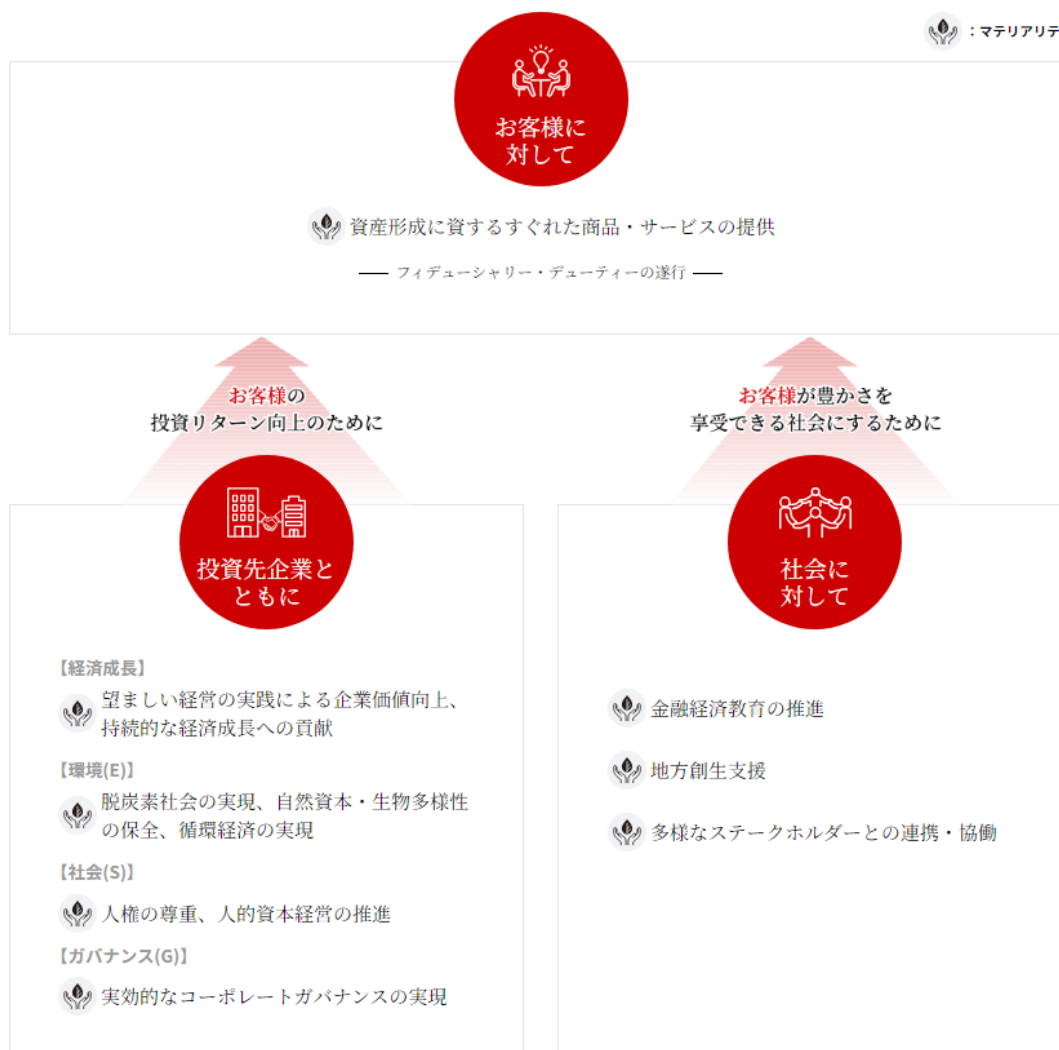 ：マテリアリテ
お客様に
対して
資産形成に資するすぐれた商品・サービスの提供
フィデューシャリー・デューティーの遂行
お客様の
投資リターン向上のために
お客様が豊かさを
享受できる社会にするために
投資先企業と
ともに
【経済成長】
望ましい経営の実践による企業価値向上、
持続的な経済成長への貢献
【環境(E)】
脱炭素社会の実現、自然資本・生物多様性
の保全、循環経済の実現
【社会(S)】
人権の尊重、人的資本経営の推進
【ガバナンス(G)】
実効的なコーポレートガバナンスの実現
社会に
対して
金融経済教育の推進
地方創生支援
多様なステークホルダーとの連携・協働